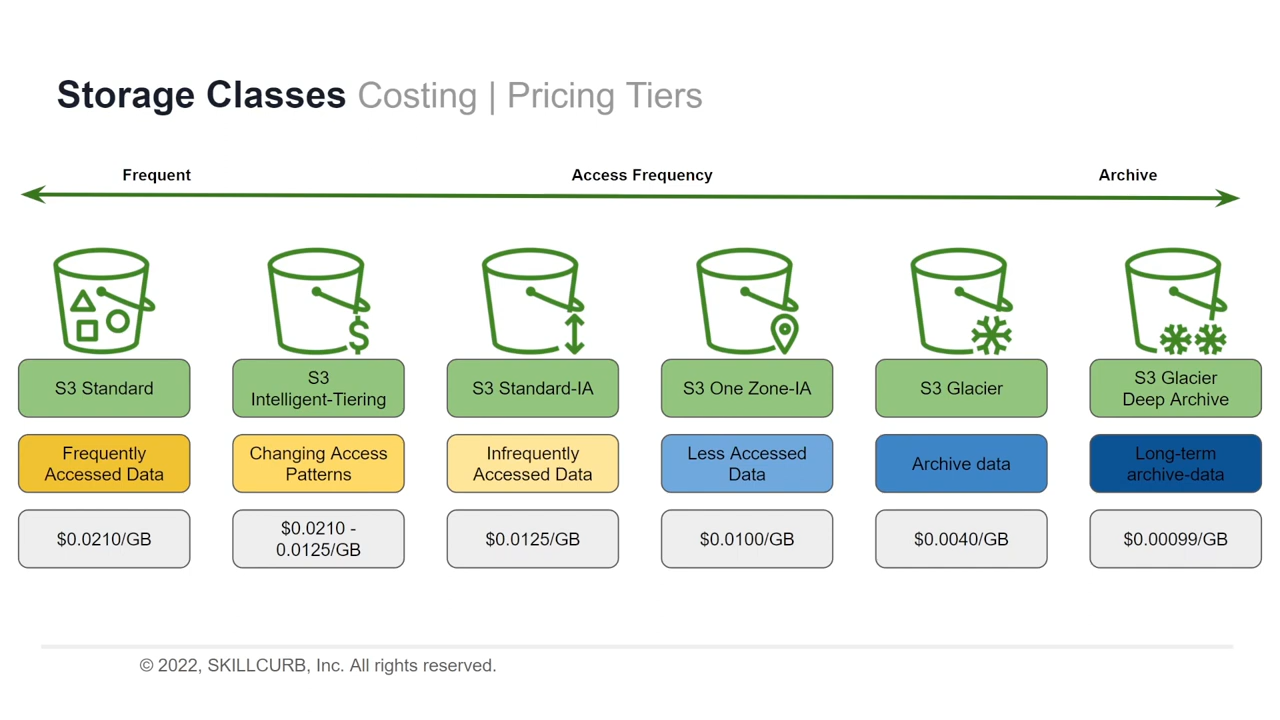 Storage Classes Costing | Pricing Tiers
Frequent
Access Frequency
Archive
S3 Standard
S3
Intelligent-Tiering
S3 Standard-IA
S3 One Zone-IA
S3 Glacier
S3 Glacier
Deep Archive
Frequently
Accessed Data
Changing Access
Patterns
Infrequently
Accessed Data
Less Accessed
Data
Archive data
Long-term
archive-data
$0.0210/GB
$0.0210 -
0.0125/GB
$0.0125/GB
$0.0100/GB
$0.0040/GB
$0.00099/GB
© 2022, SKILLCURB, Inc. All rights reserved.